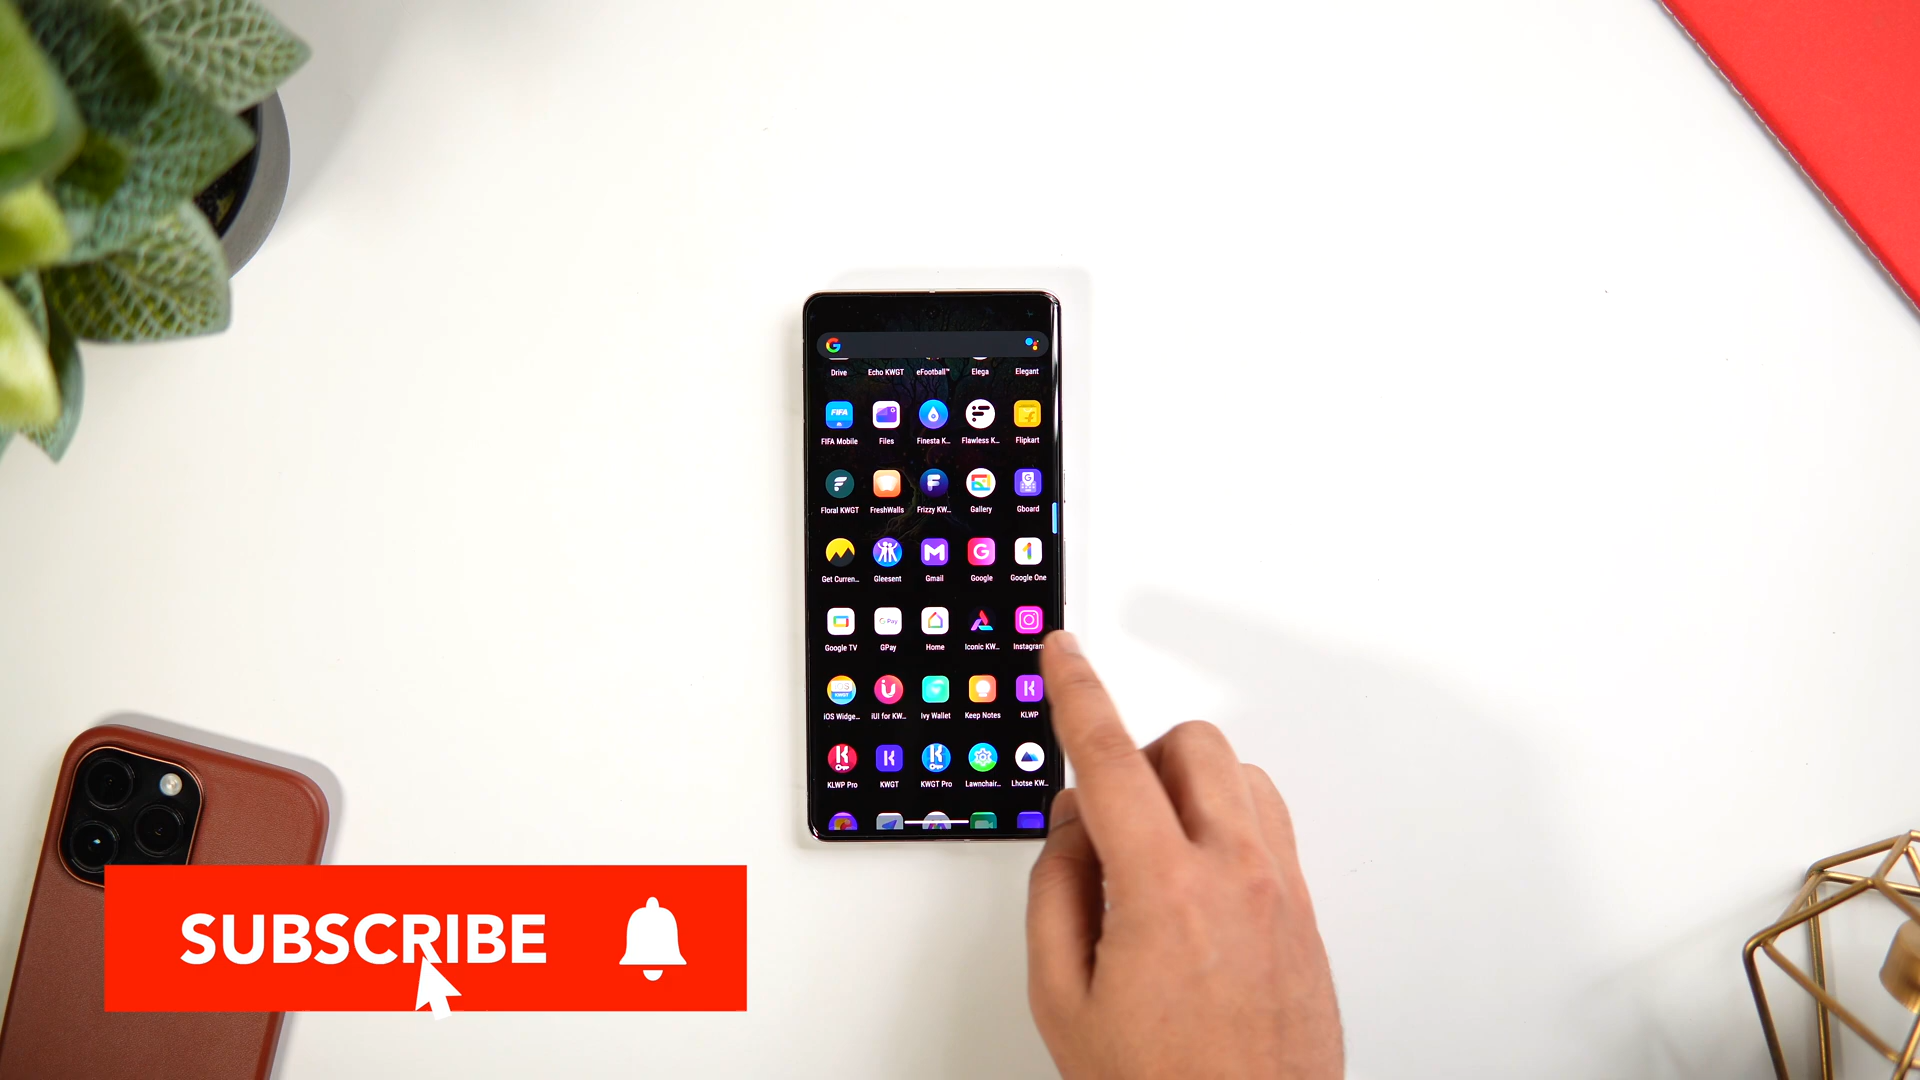 Drive Echo KWGT eFootball™ Elega Elegant
FIFA
FIFA Mobile Files Finesta K... Flawless K... Flipkart
Floral KWGT FreshWalls Frizzy KW... Gallery Gboard
Get Curren... Gleesent Gmail Google Google One
G Pay
Google TV GPay Home Iconic KW... Instagram
iOS Widge... iUI for KW... Ivy Wallet Keep Notes KLWP
KLWP Pro KWGT KWGT Pro Lawnchair... Lhotse KW...
SUBSCRIBE